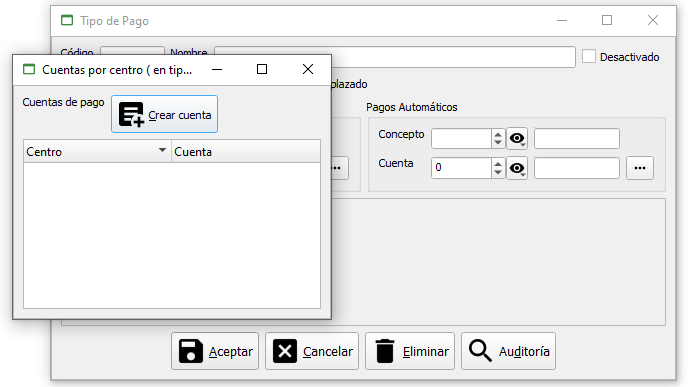 Tipo de Pago
Código Nombre Desactivado
Cuentas por centro ( en tip...
Cuentas de pago Crear cuenta
Centro Cuenta
Pagos Automáticos
Concepto
Cuenta 0
Aceptar Cancelar Eliminar Auditoría